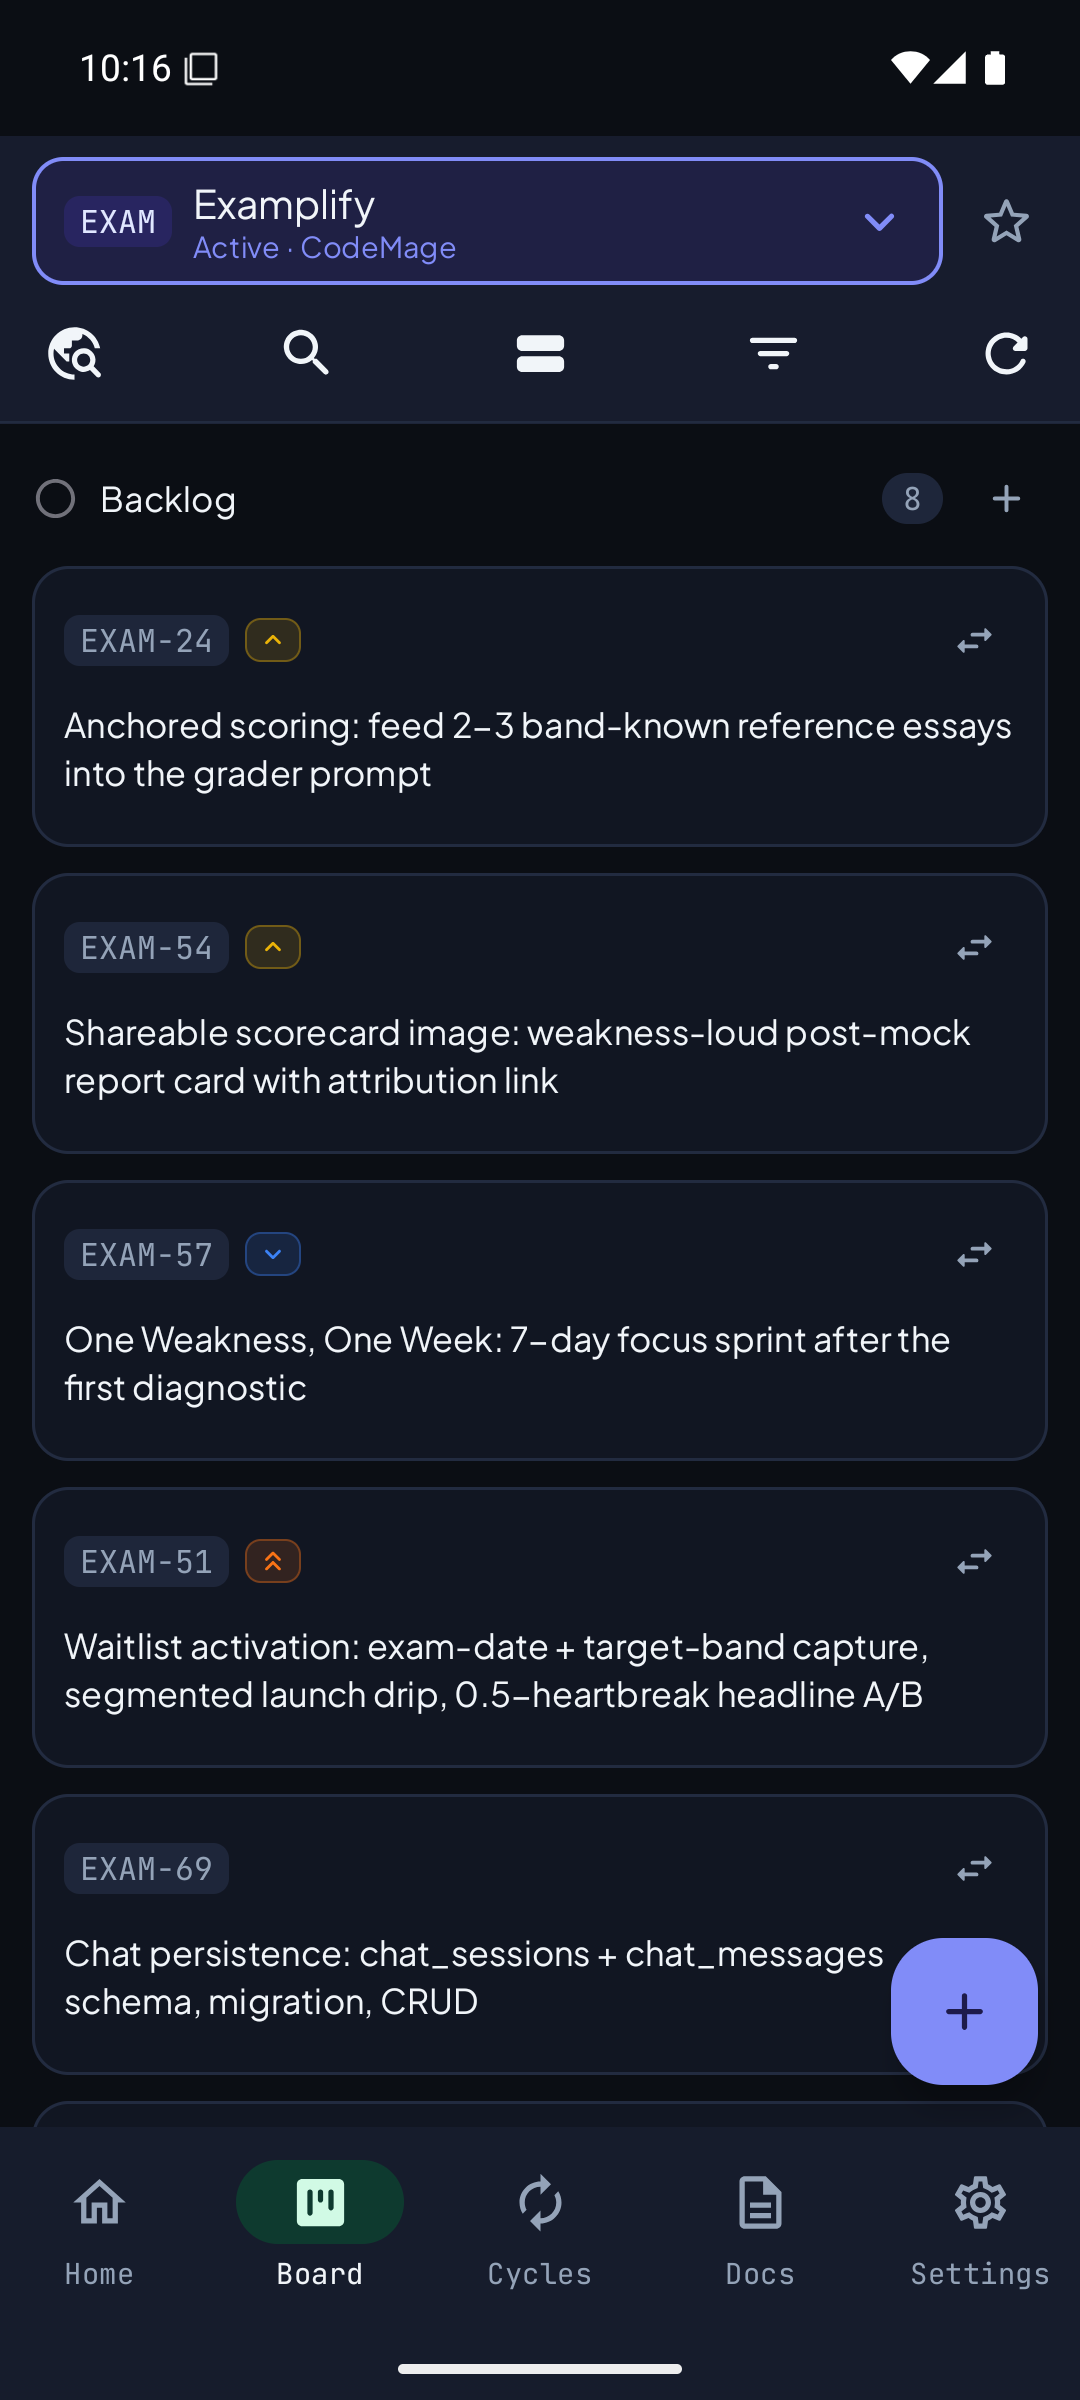 10:16
EXAM
Examplify
Active · CodeMage
Backlog
8
EXAM-24
Anchored scoring: feed 2–3 band-known reference essays
into the grader prompt
EXAM-54
Shareable scorecard image: weakness-loud post-mock
report card with attribution link
EXAM-57
One Weakness, One Week: 7–day focus sprint after the
first diagnostic
EXAM-51
Waitlist activation: exam-date + target-band capture,
segmented launch drip, 0.5–heartbreak headline A/B
EXAM-69
Chat persistence: chat_sessions + chat_messages
schema, migration, CRUD
Home
Board
Cycles
Docs
Settings